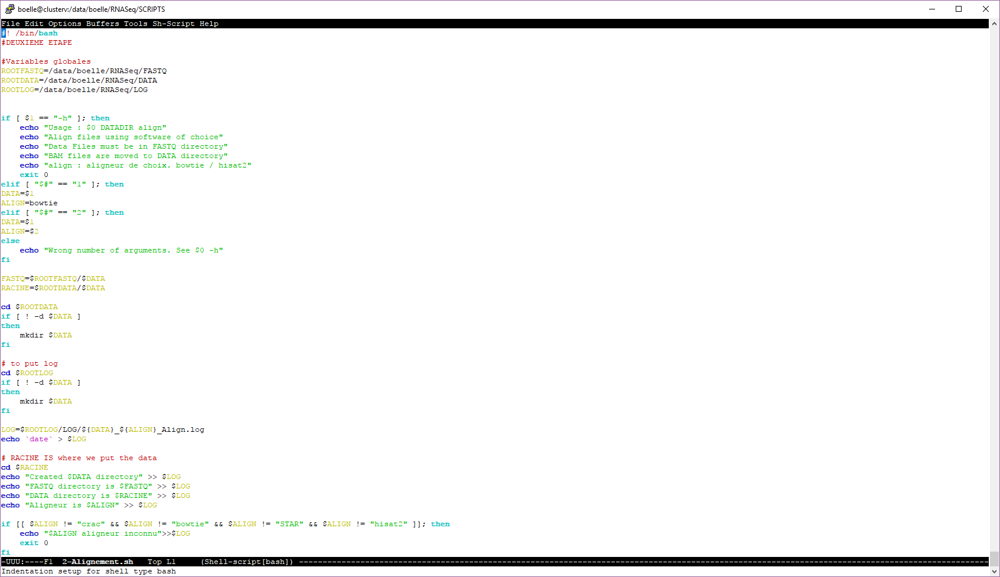 boelle@clusterv:/data/boelle/RNASeq/SCRIPTS
File Edit Options Buffers Tools Sh-Script Help
#! /bin/bash
#DEUXIEME ETAPE
#Variables globales
ROOTFASTQ=/data/boelle/RNASeq/FASTQ
ROOTDATA=/data/boelle/RNASeq/DATA
ROOTLOG=/data/boelle/RNASeq/LOG
if [ $1 == "-h" ]; then
    echo "Usage : $0 DATADIR align"
    echo "Align files using software of choice"
    echo "Data Files must be in FASTQ directory"
    echo "BAM files are moved to DATA directory"
    echo "align : aligneur de choix. bowtie / hisat2"
    exit 0
elif [ "$#" == "1" ]; then
DATA=$1
ALIGN=bowtie
elif [ "$#" == "2" ]; then
DATA=$1
ALIGN=$2
else
    echo "Wrong number of arguments. See $0 -h"
fi
FASTQ=$ROOTFASTQ/$DATA
RACINE=$ROOTDATA/$DATA
cd $ROOTDATA
if [ ! -d $DATA ]
then
    mkdir $DATA
fi
# to put log
cd $ROOTLOG
if [ ! -d $DATA ]
then
    mkdir $DATA
fi
LOG=$ROOTLOG/LOG/${DATA}_${ALIGN}_Align.log
echo `date` > $LOG
# RACINE IS where we put the data
cd $RACINE
echo "Created $DATA directory" >> $LOG
echo "FASTQ directory is $FASTQ" >> $LOG
echo "DATA directory is $RACINE" >> $LOG
echo "Aligneur is $ALIGN" >> $LOG
if [[ $ALIGN != "crac" && $ALIGN != "bowtie" && $ALIGN != "STAR" && $ALIGN != "hisat2" ]]; then
    echo "$ALIGN aligneur inconnu">>$LOG
    exit 0
fi
-UUU:----F1  2-Alignement.sh   Top L1     (Shell-script[bash]) ----------------------------------------------------------------
Indentation setup for shell type bash